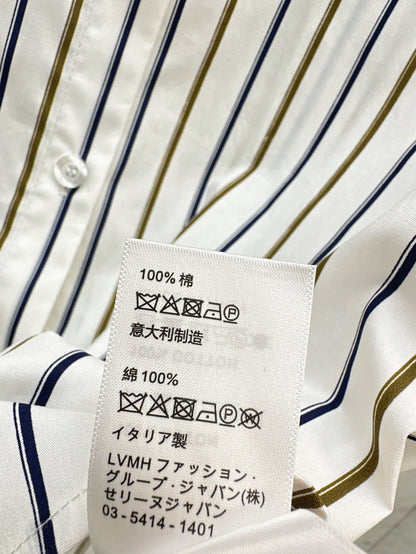 100% 棉
意大利制造
100% COTTON
綿 100%
イタリア製
LVMH ファッション・
グループ・ジャパン(株)
セリーヌジャパン
03-5414-1401